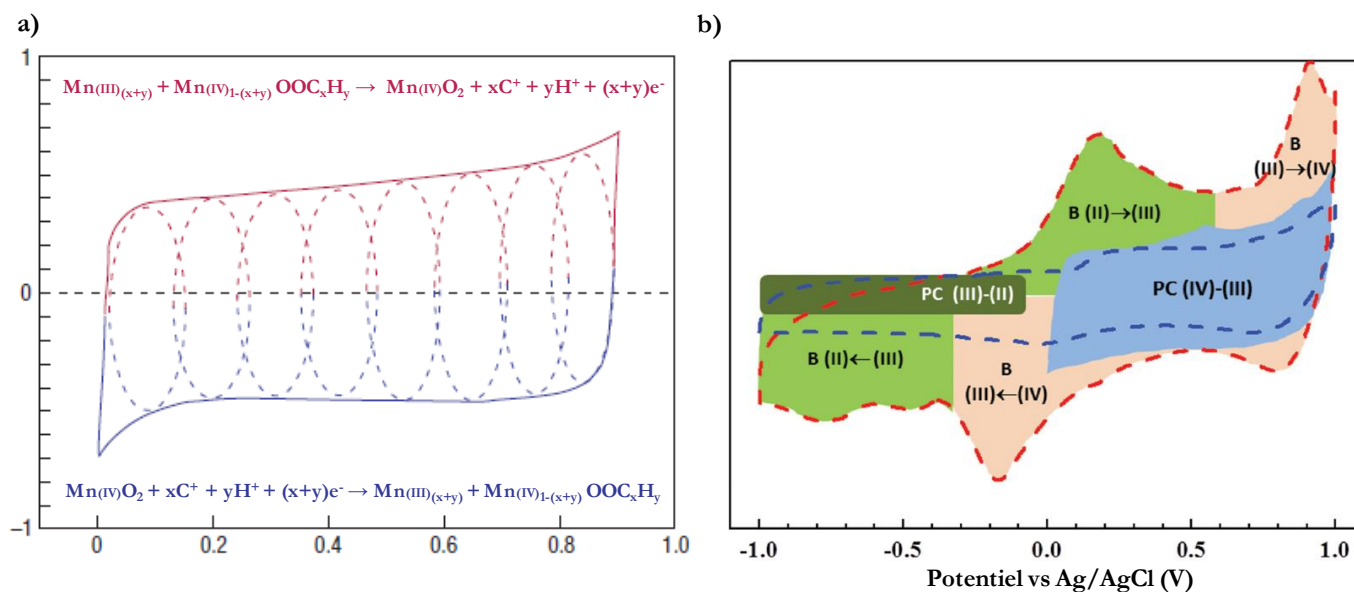 a)
1
Mn(III)(x+y) + Mn(IV)1-(x+y) OOCxHy → Mn(IV)O2 + xC+ + yH+ + (x+y)e-
0
Mn(IV)O2 + xC+ + yH+ + (x+y)e- → Mn(III)(x+y) + Mn(IV)1-(x+y) OOCxHy
-1
0 0.2 0.4 0.6 0.8 1.0
b)
B
(III)→(IV)
B (II)→(III)
PC (III)-(II)
PC (IV)-(III)
B (II)←(III)
B
(III)←(IV)
-1.0 -0.5 0.0 0.5 1.0
Potentiel vs Ag/AgCl (V)